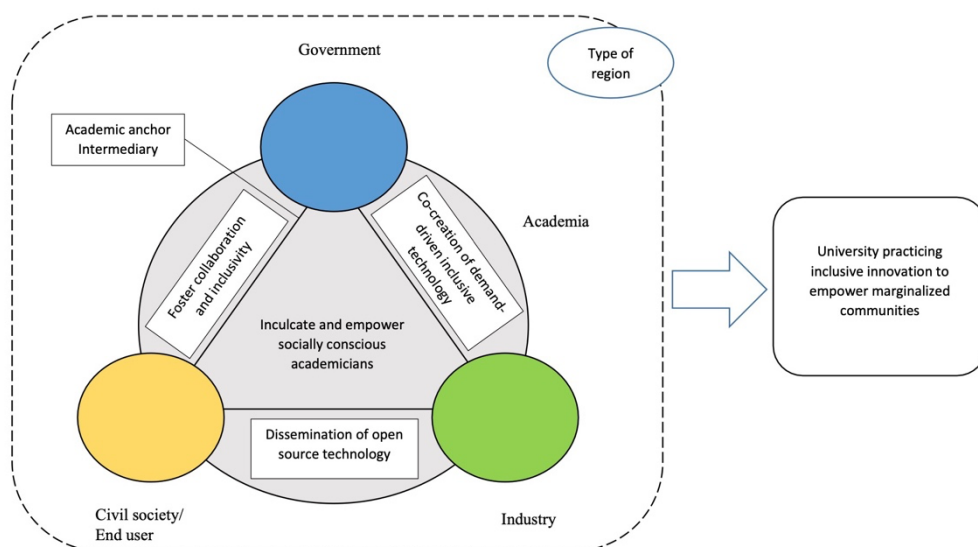 Government
Type of
region
Academic anchor
Intermediary
Foster collaboration
and inclusivity
Co-creation of demand-
driven inclusive
technology
Academia
University practicing
inclusive innovation to
empower marginalized
communities
Inculcate and empower
socially conscious
academicians
Dissemination of open
source technology
Civil society/
End user
Industry